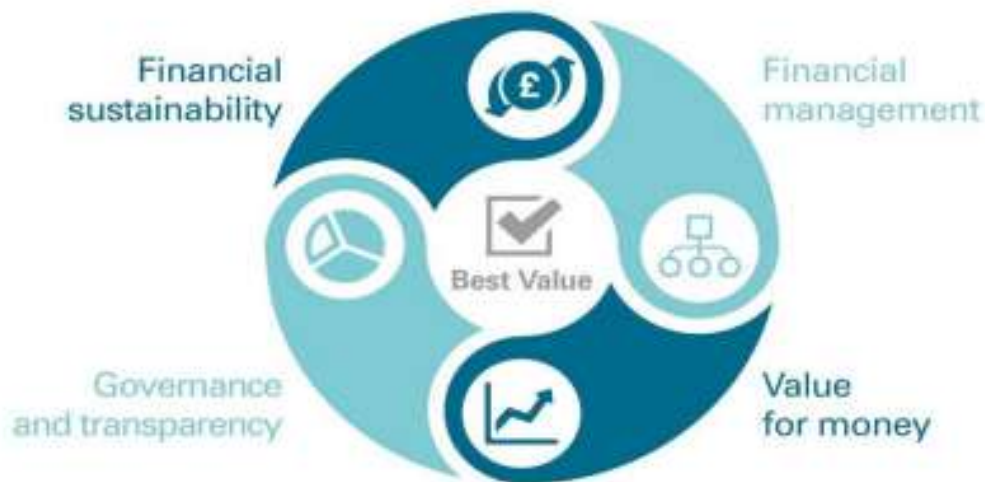 Financial
sustainability
Financial
management
£
Best Value
Governance
and transparency
Value
for money